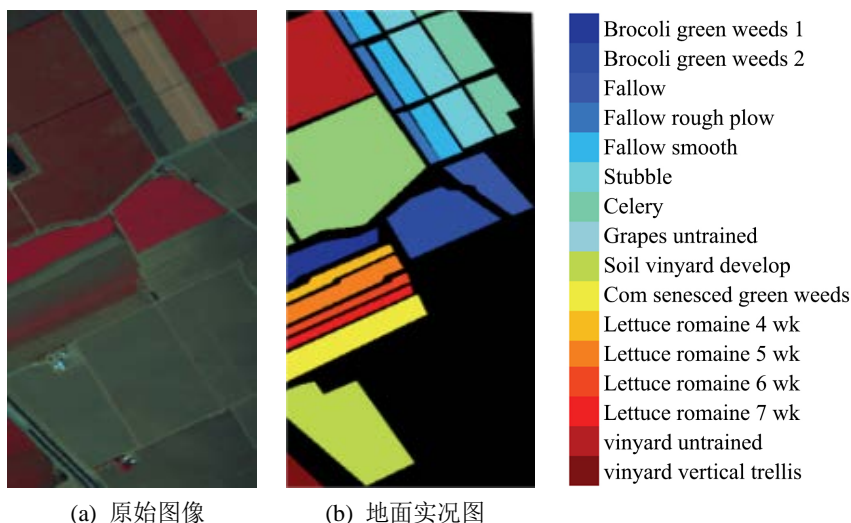 Brocoli green weeds 1
Brocoli green weeds 2
Fallow
Fallow rough plow
Fallow smooth
Stubble
Celery
Grapes untrained
Soil vinyard develop
Com senesced green weeds
Lettuce romaine 4 wk
Lettuce romaine 5 wk
Lettuce romaine 6 wk
Lettuce romaine 7 wk
vinyard untrained
vinyard vertical trellis
(a) 原始图像
(b) 地面实况图